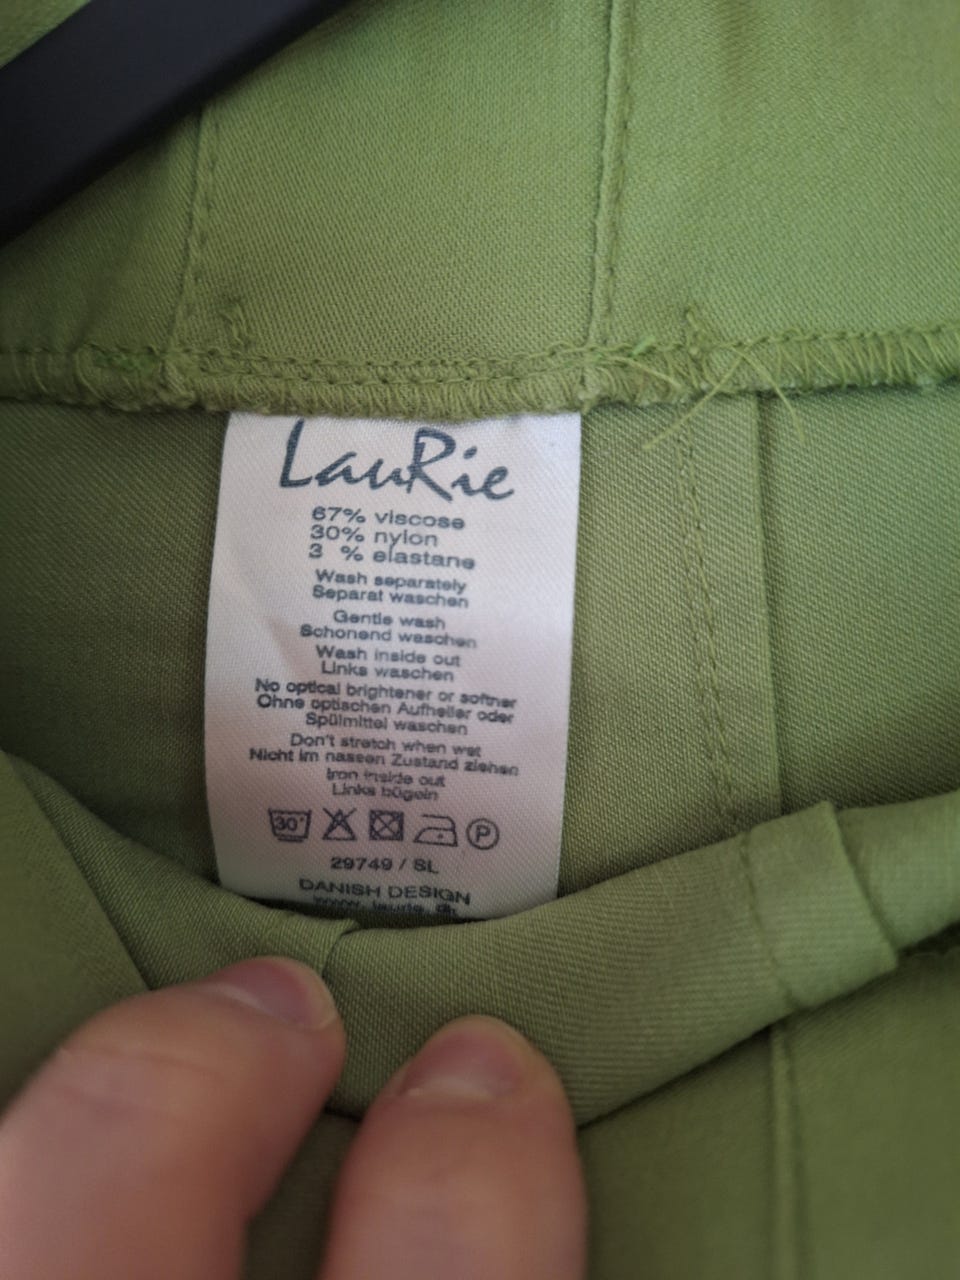 LauRie
67% viscose
30% nylon
3 % elastane
Wash separately
Separat waschen
Gentle wash
Schonend waschen
Wash inside out
Links waschen
No optical brightener or softner
Ohne optischen Aufheller oder
Spülmittel waschen
Don't stretch when wet
Nicht im nassen Zustand ziehen
Iron inside out
Links bügeln
30°
P
29749 / SL
DANISH DESIGN